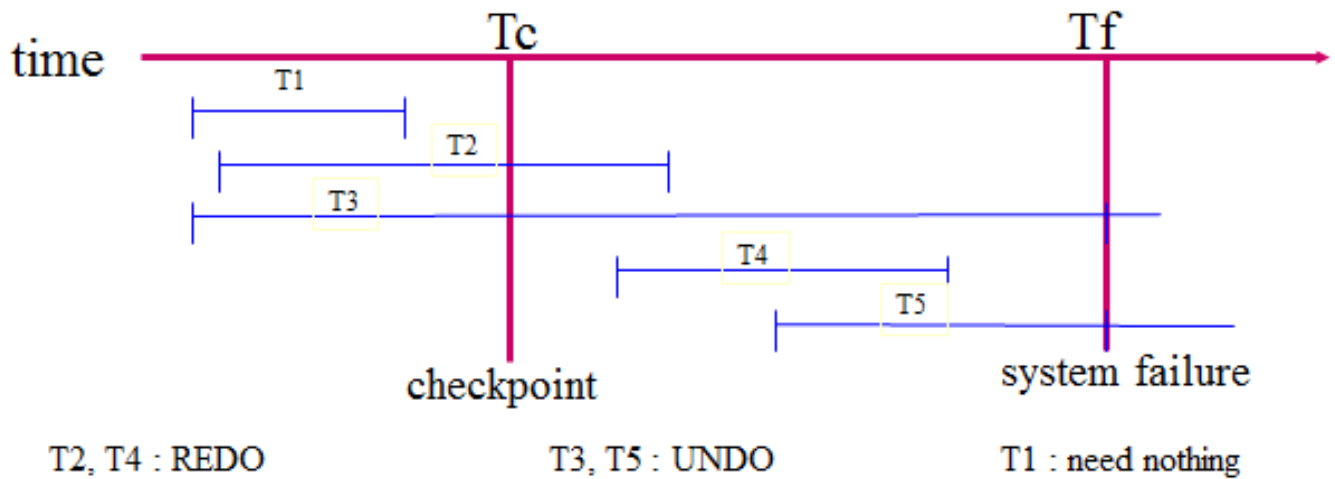 Tc
Tf
time
T1
T2
T3
T4
T5
checkpoint
system failure
T2, T4 : REDO
T3, T5 : UNDO
T1 : need nothing